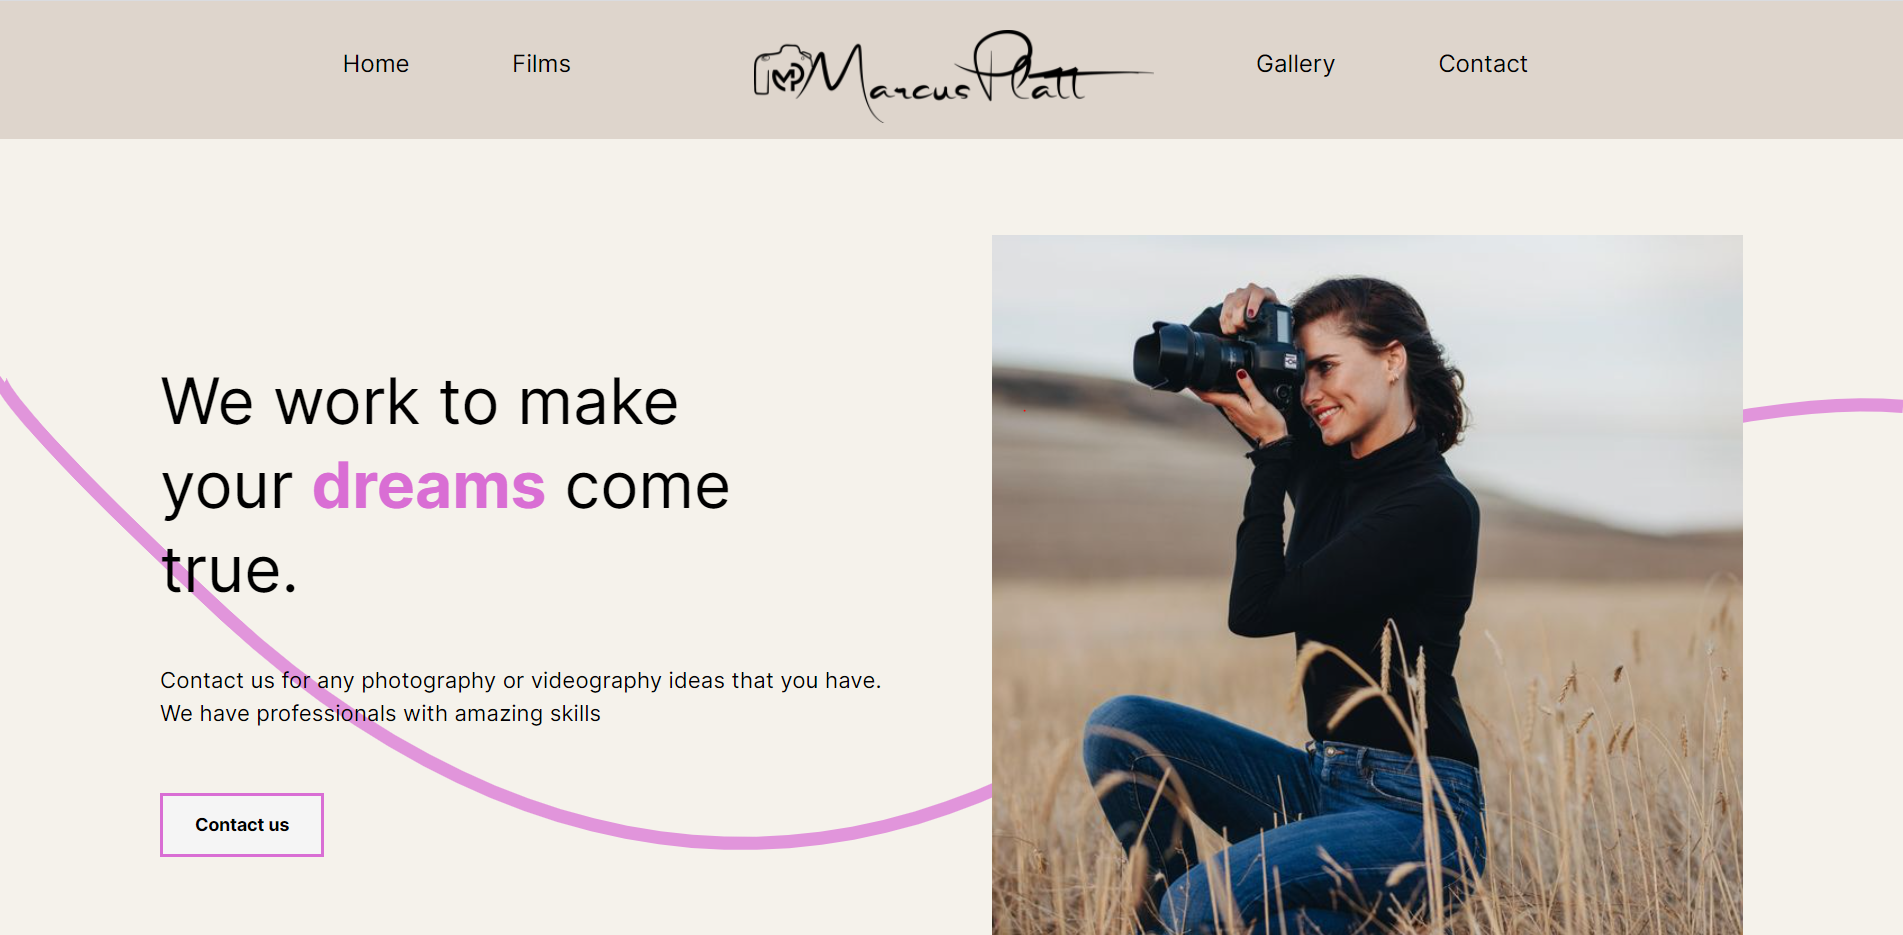 Home Films MP Marcus Platt Gallery Contact
We work to make
your dreams come
true.
Contact us for any photography or videography ideas that you have.
We have professionals with amazing skills
Contact us